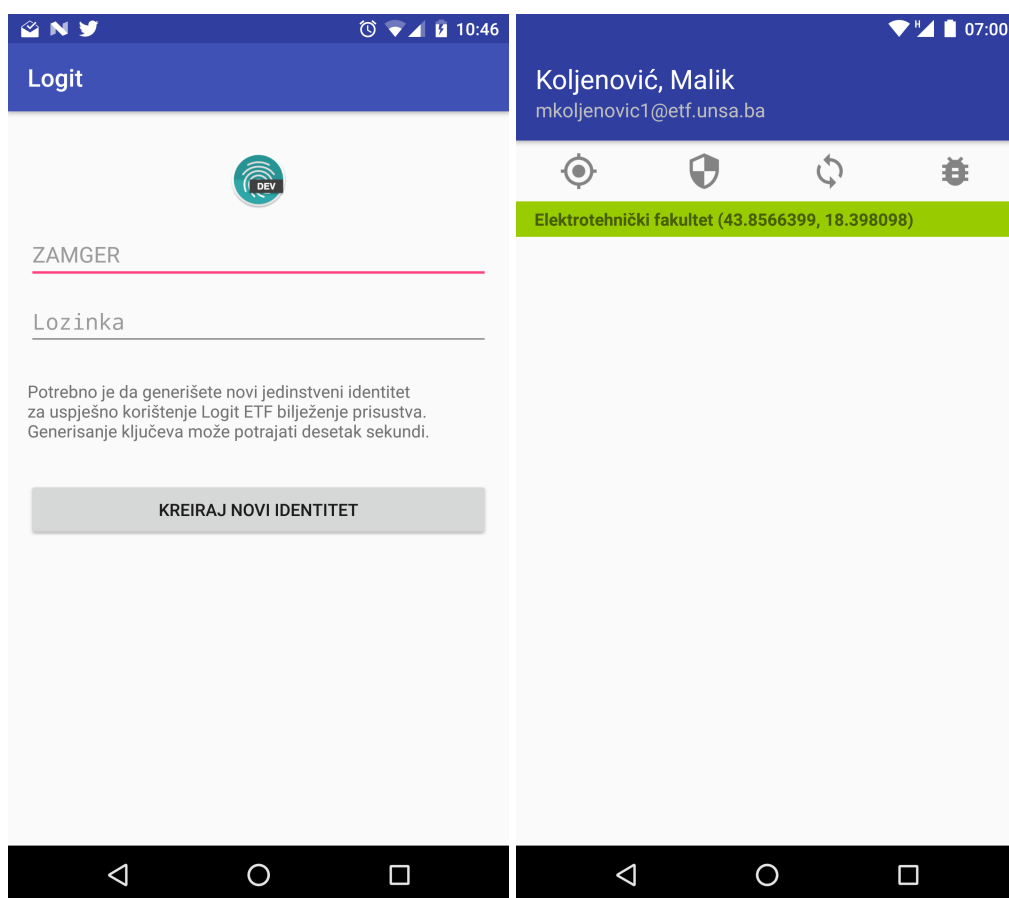 10:46
Logit
DEV
ZAMGER
Lozinka
Potrebno je da generišete novi jedinstveni identitet
za uspješno korištenje Logit ETF bilježenje prisustva.
Generisanje ključeva može potrajati desetak sekundi.
KREIRAJ NOVI IDENTITET
H
07:00
Koljenović, Malik
mkoljenovic1@etf.unsa.ba
Elektrotehnički fakultet (43.8566399, 18.398098)